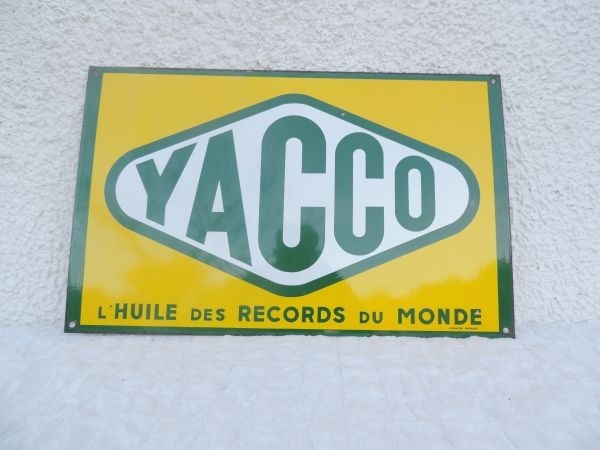 YACCO
L'HUILE DES RECORDS DU MONDE